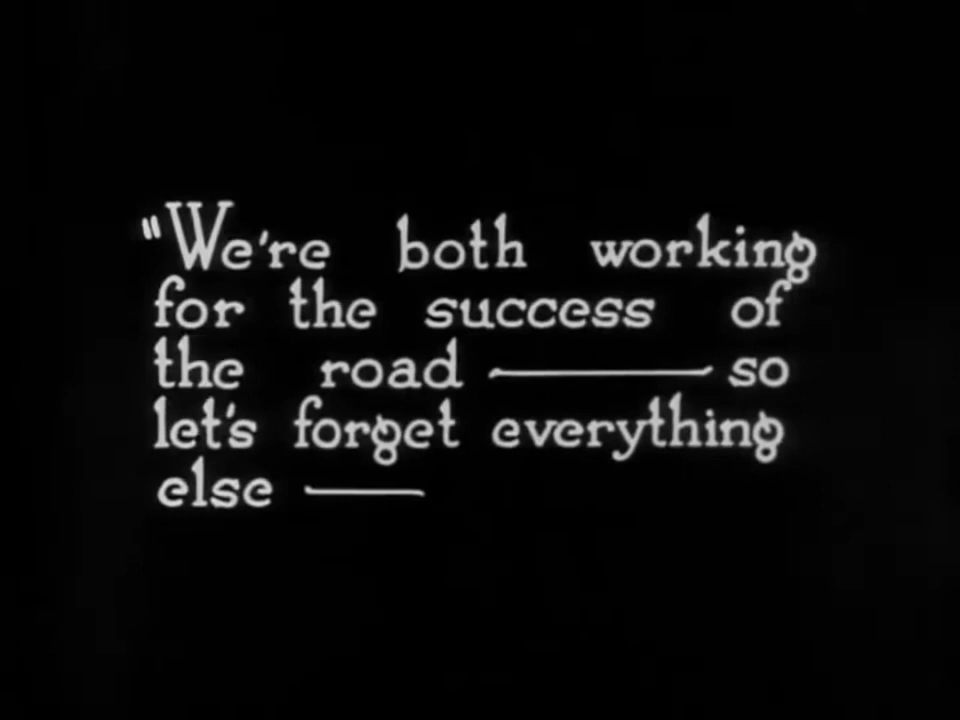 "We're both working
for the success of
the road —— so
let's forget everything
else ——